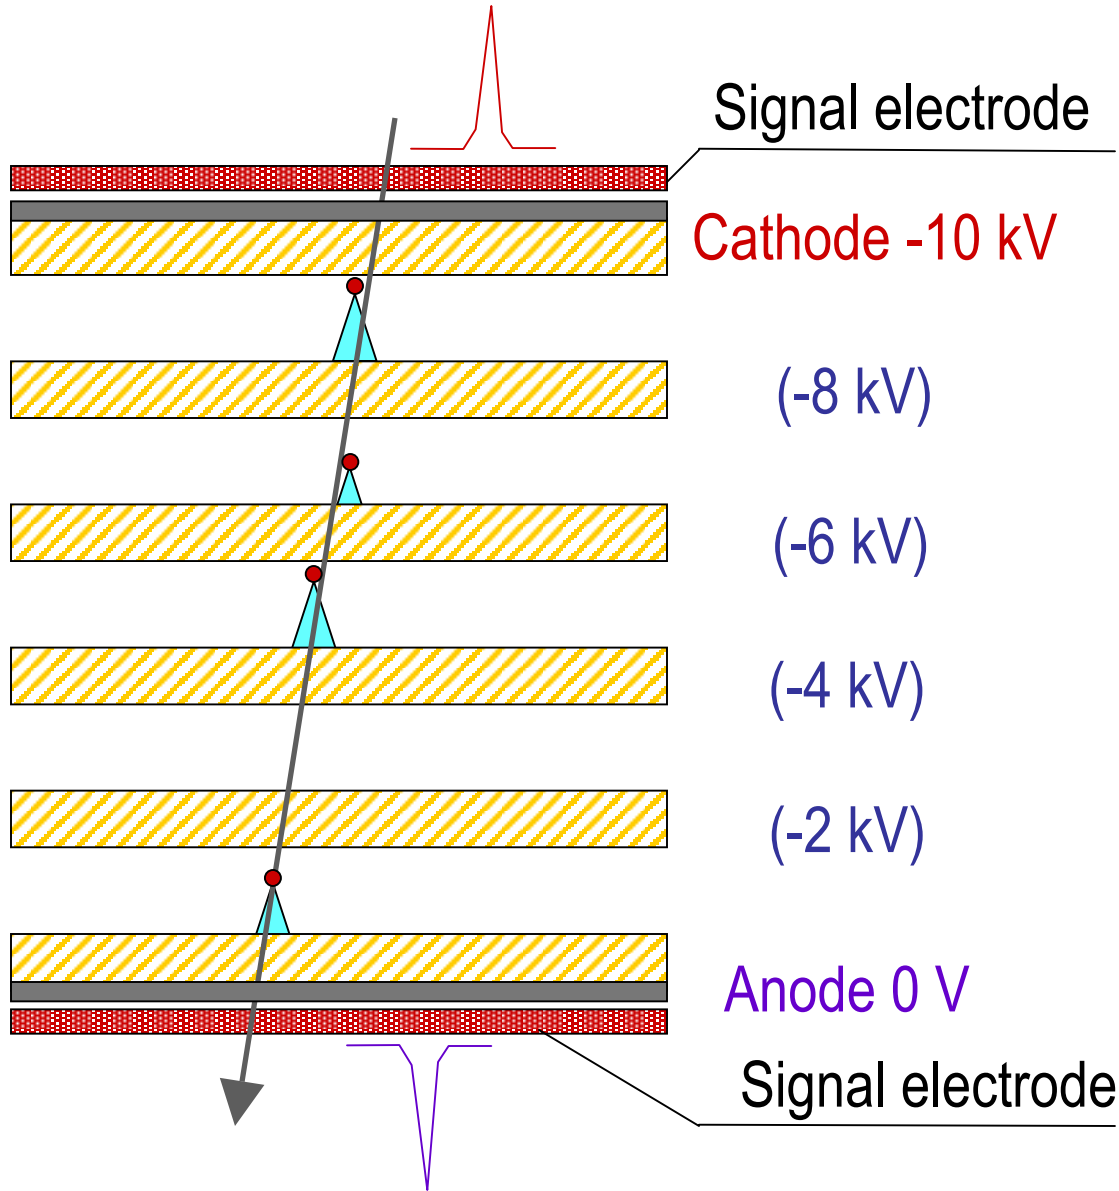 Signal electrode
Cathode -10 kV
(-8 kV)
(-6 kV)
(-4 kV)
(-2 kV)
Anode 0 V
Signal electrode